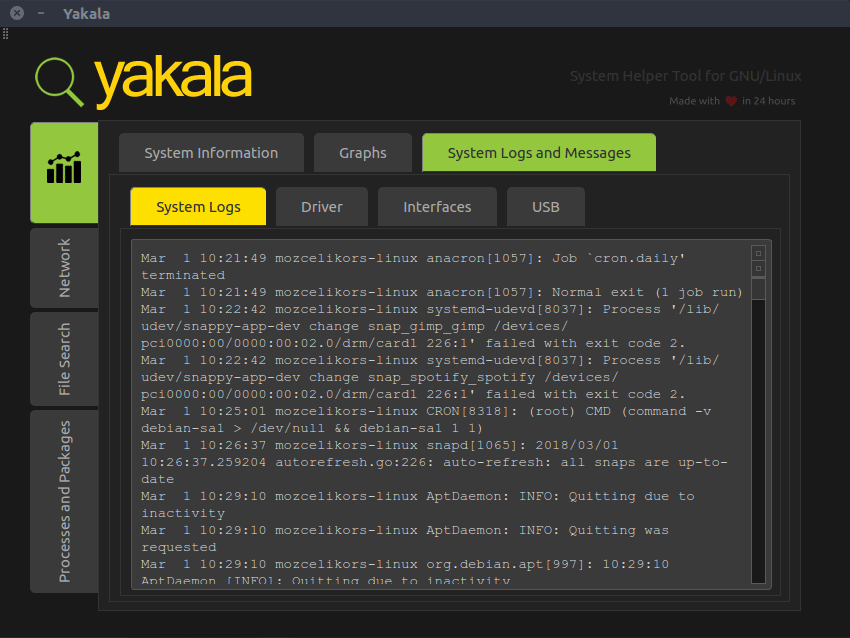 Yakala
yakala
System Helper Tool for GNU/Linux
Made with in 24 hours
System Information
Graphs
System Logs and Messages
Network
File Search
Processes and Packages
System Logs
Driver
Interfaces
USB
Mar  1 10:21:49 mozcelikors-linux anacron[1057]: Job `cron.daily'
terminated
Mar  1 10:21:49 mozcelikors-linux anacron[1057]: Normal exit (1 job run)
Mar  1 10:22:42 mozcelikors-linux systemd-udevd[8037]: Process '/lib/
udev/snappy-app-dev change snap_gimp_gimp /devices/
pci0000:00/0000:00:02.0/drm/card1 226:1' failed with exit code 2.
Mar  1 10:22:42 mozcelikors-linux systemd-udevd[8037]: Process '/lib/
udev/snappy-app-dev change snap_spotify_spotify /devices/
pci0000:00/0000:00:02.0/drm/card1 226:1' failed with exit code 2.
Mar  1 10:25:01 mozcelikors-linux CRON[8318]: (root) CMD (command -v
debian-sa1 > /dev/null && debian-sa1 1 1)
Mar  1 10:26:37 mozcelikors-linux snapd[1065]: 2018/03/01
10:26:37.259204 autorefresh.go:226: auto-refresh: all snaps are up-to-
date
Mar  1 10:29:10 mozcelikors-linux AptDaemon: INFO: Quitting due to
inactivity
Mar  1 10:29:10 mozcelikors-linux AptDaemon: INFO: Quitting was
requested
Mar  1 10:29:10 mozcelikors-linux org.debian.apt[997]: 10:29:10
AptDaemon [INFO]: Quitting due to inactivity